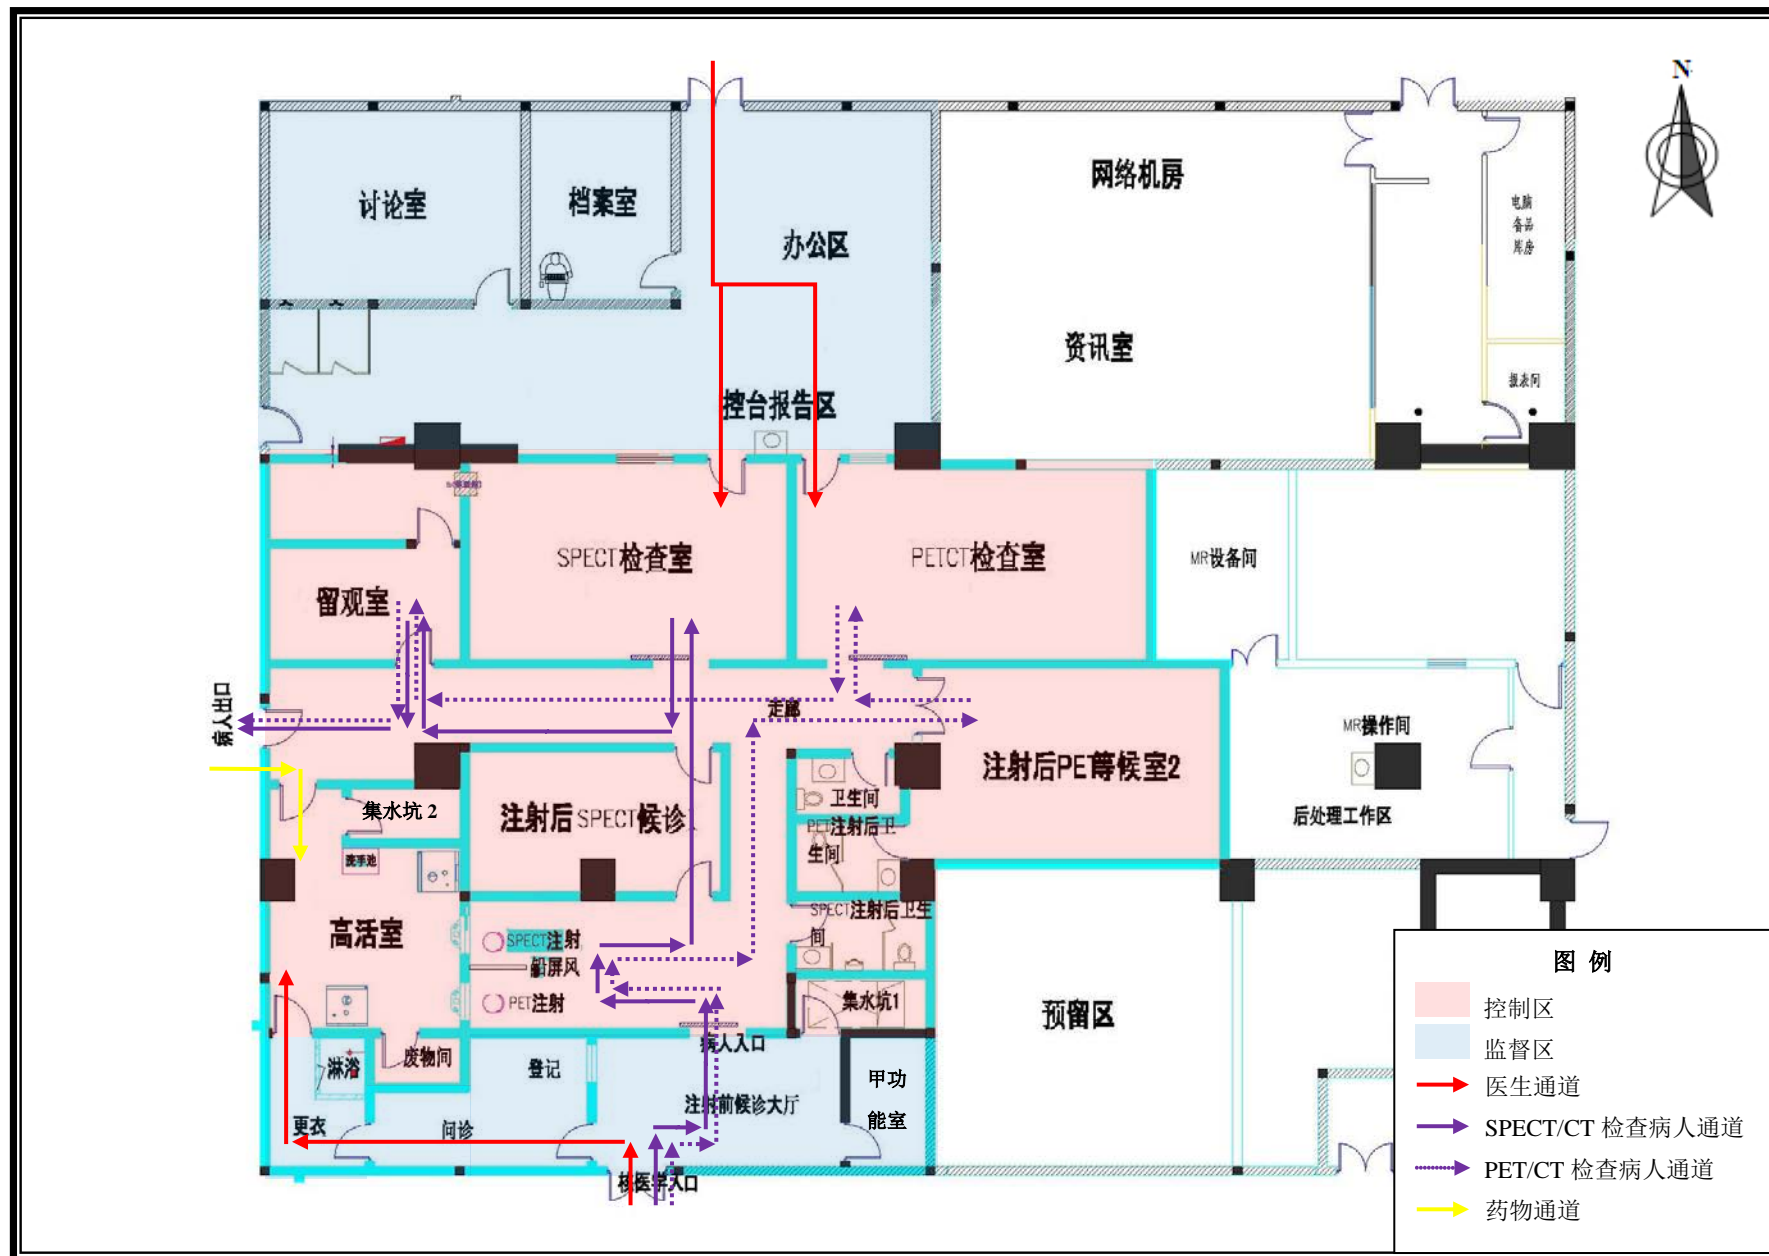 N
讨论室
档案室
办公区
网络机房
电脑
备品
库房
资讯室
报表间
控台报告区
SPECT检查室
PETCT检查室
MR设备间
留观室
病人出口
走廊
MR操作间
注射后PE等候室2
集水坑 2
注射后 SPECT候诊
卫生间
后处理工作区
PET注射后卫
生间
洗手池
高活室
SPECT注射
铅屏风
PET注射
SPECT注射后卫生
间
集水坑1
预留区
病人入口
淋浴
废物间
登记
更衣
问诊
注射前候诊大厅
甲功
能室
核医学入口
图 例
控制区
监督区
医生通道
SPECT/CT 检查病人通道
PET/CT 检查病人通道
药物通道